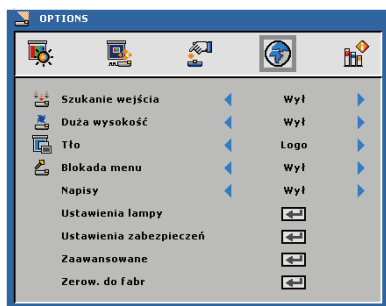 OPTIONS
Szukanie wejścia Wył
Duża wysokość Wył
Tło Logo
Blokada menu Wył
Napisy Wył
Ustawienia lampy
Ustawienia zabezpieczeń
Zaawansowane
Zerow. do fabr